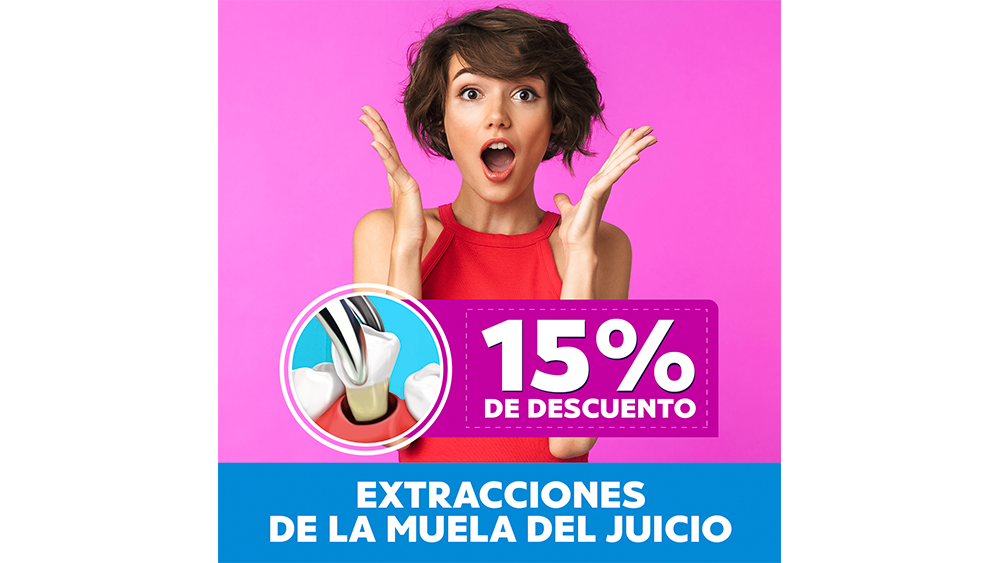 15%
DE DESCUENTO
EXTRACCIONES
DE LA MUELA DEL JUICIO